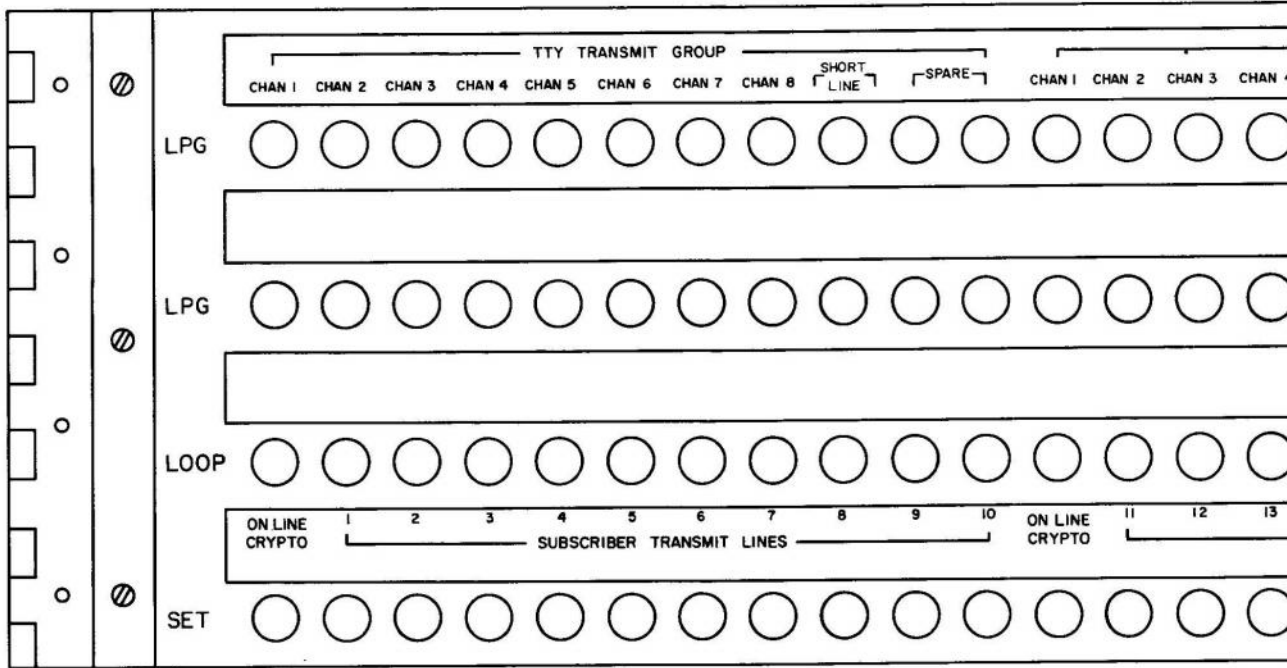 TTY TRANSMIT GROUP
CHAN 1 CHAN 2 CHAN 3 CHAN 4 CHAN 5 CHAN 6 CHAN 7 CHAN 8 SHORT LINE SPARE CHAN 1 CHAN 2 CHAN 3 CHAN 4
LPG
LPG
LOOP
ON LINE CRYPTO 1 2 3 4 5 6 7 8 9 10 ON LINE CRYPTO 11 12 13
SUBSCRIBER TRANSMIT LINES
SET